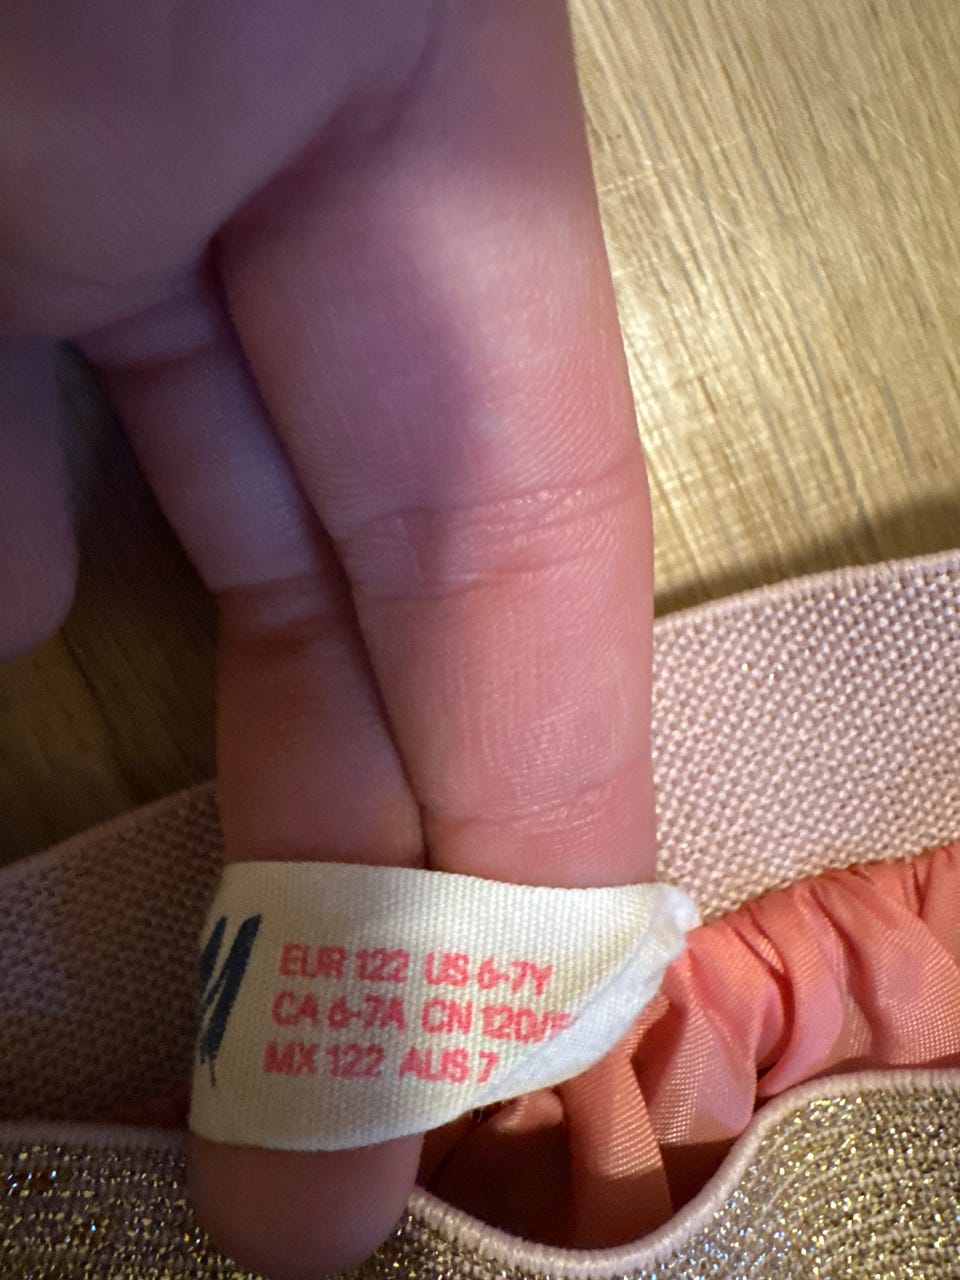 EUR 122 US 6-7Y
CA 6-7A CN 120/
MX 122 AUS 7